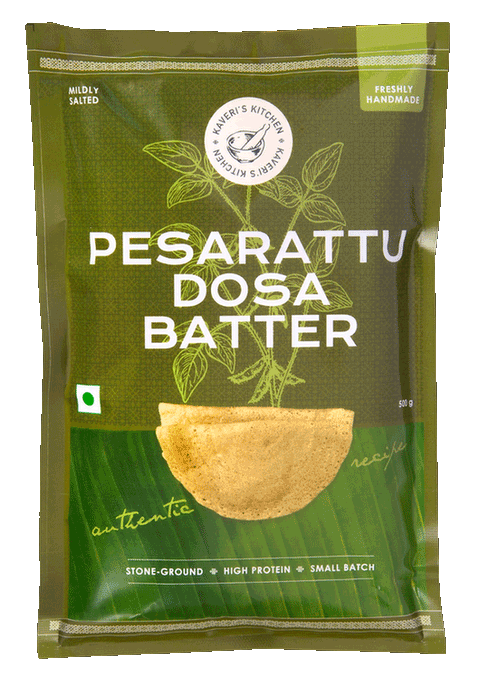 MILDLY
SALTED
FRESHLY
HANDMADE
KAVERI'S KITCHEN
KAVERI'S KITCHEN
PESARATTU
DOSA
BATTER
500 g
authentic recipe
STONE-GROUND ❋ HIGH PROTEIN ❋ SMALL BATCH